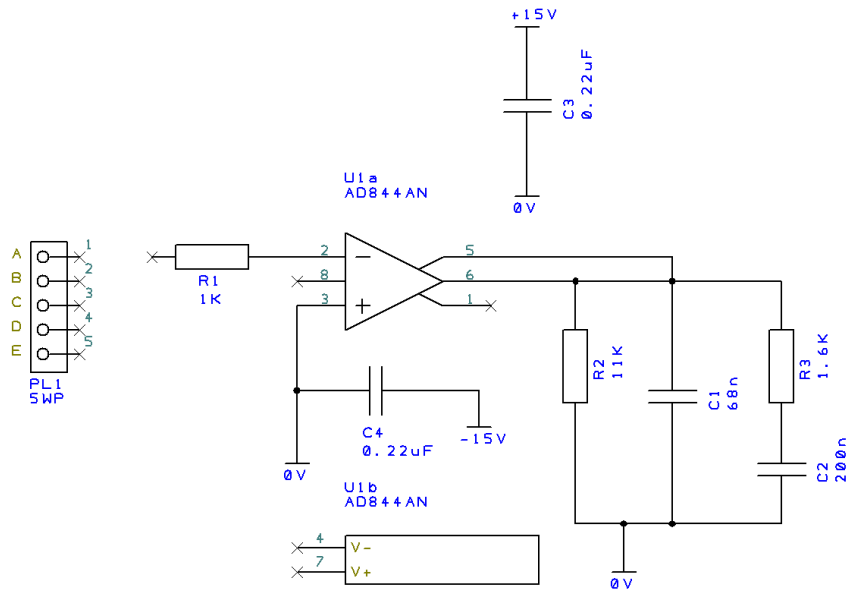 +15V
C3
0.22uF
0V
U1a
AD844AN
A
B
C
D
E
1
2
3
4
5
PL1
5WP
R1
1K
2
8
3
5
6
1
R2
11K
C1
68n
R3
1.6K
C2
200n
C4
0.22uF
-15V
0V
U1b
AD844AN
4
V-
7
V+
0V